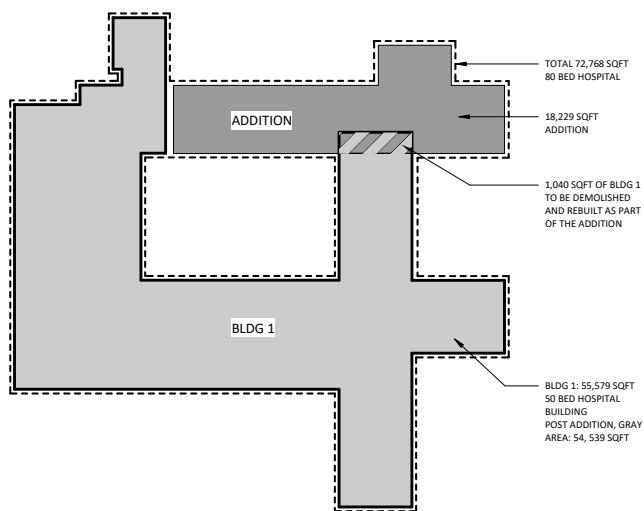 TOTAL 72,768 SQFT
80 BED HOSPITAL
18,229 SQFT
ADDITION
ADDITION
1,040 SQFT OF BLDG 1
TO BE DEMOLISHED
AND REBUILT AS PART
OF THE ADDITION
BLDG 1
BLDG 1: 55,579 SQFT
50 BED HOSPITAL
BUILDING
POST ADDITION, GRAY
AREA: 54, 539 SQFT